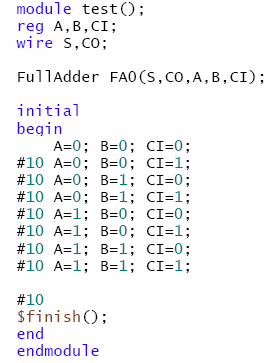 module test();
reg A,B,CI;
wire S,CO;
FullAdder FA0(S,CO,A,B,CI);
initial
begin
A=0; B=0; CI=0;
#10 A=0; B=0; CI=1;
#10 A=0; B=1; CI=0;
#10 A=0; B=1; CI=1;
#10 A=1; B=0; CI=0;
#10 A=1; B=0; CI=1;
#10 A=1; B=1; CI=0;
#10 A=1; B=1; CI=1;
#10
$finish();
end
endmodule